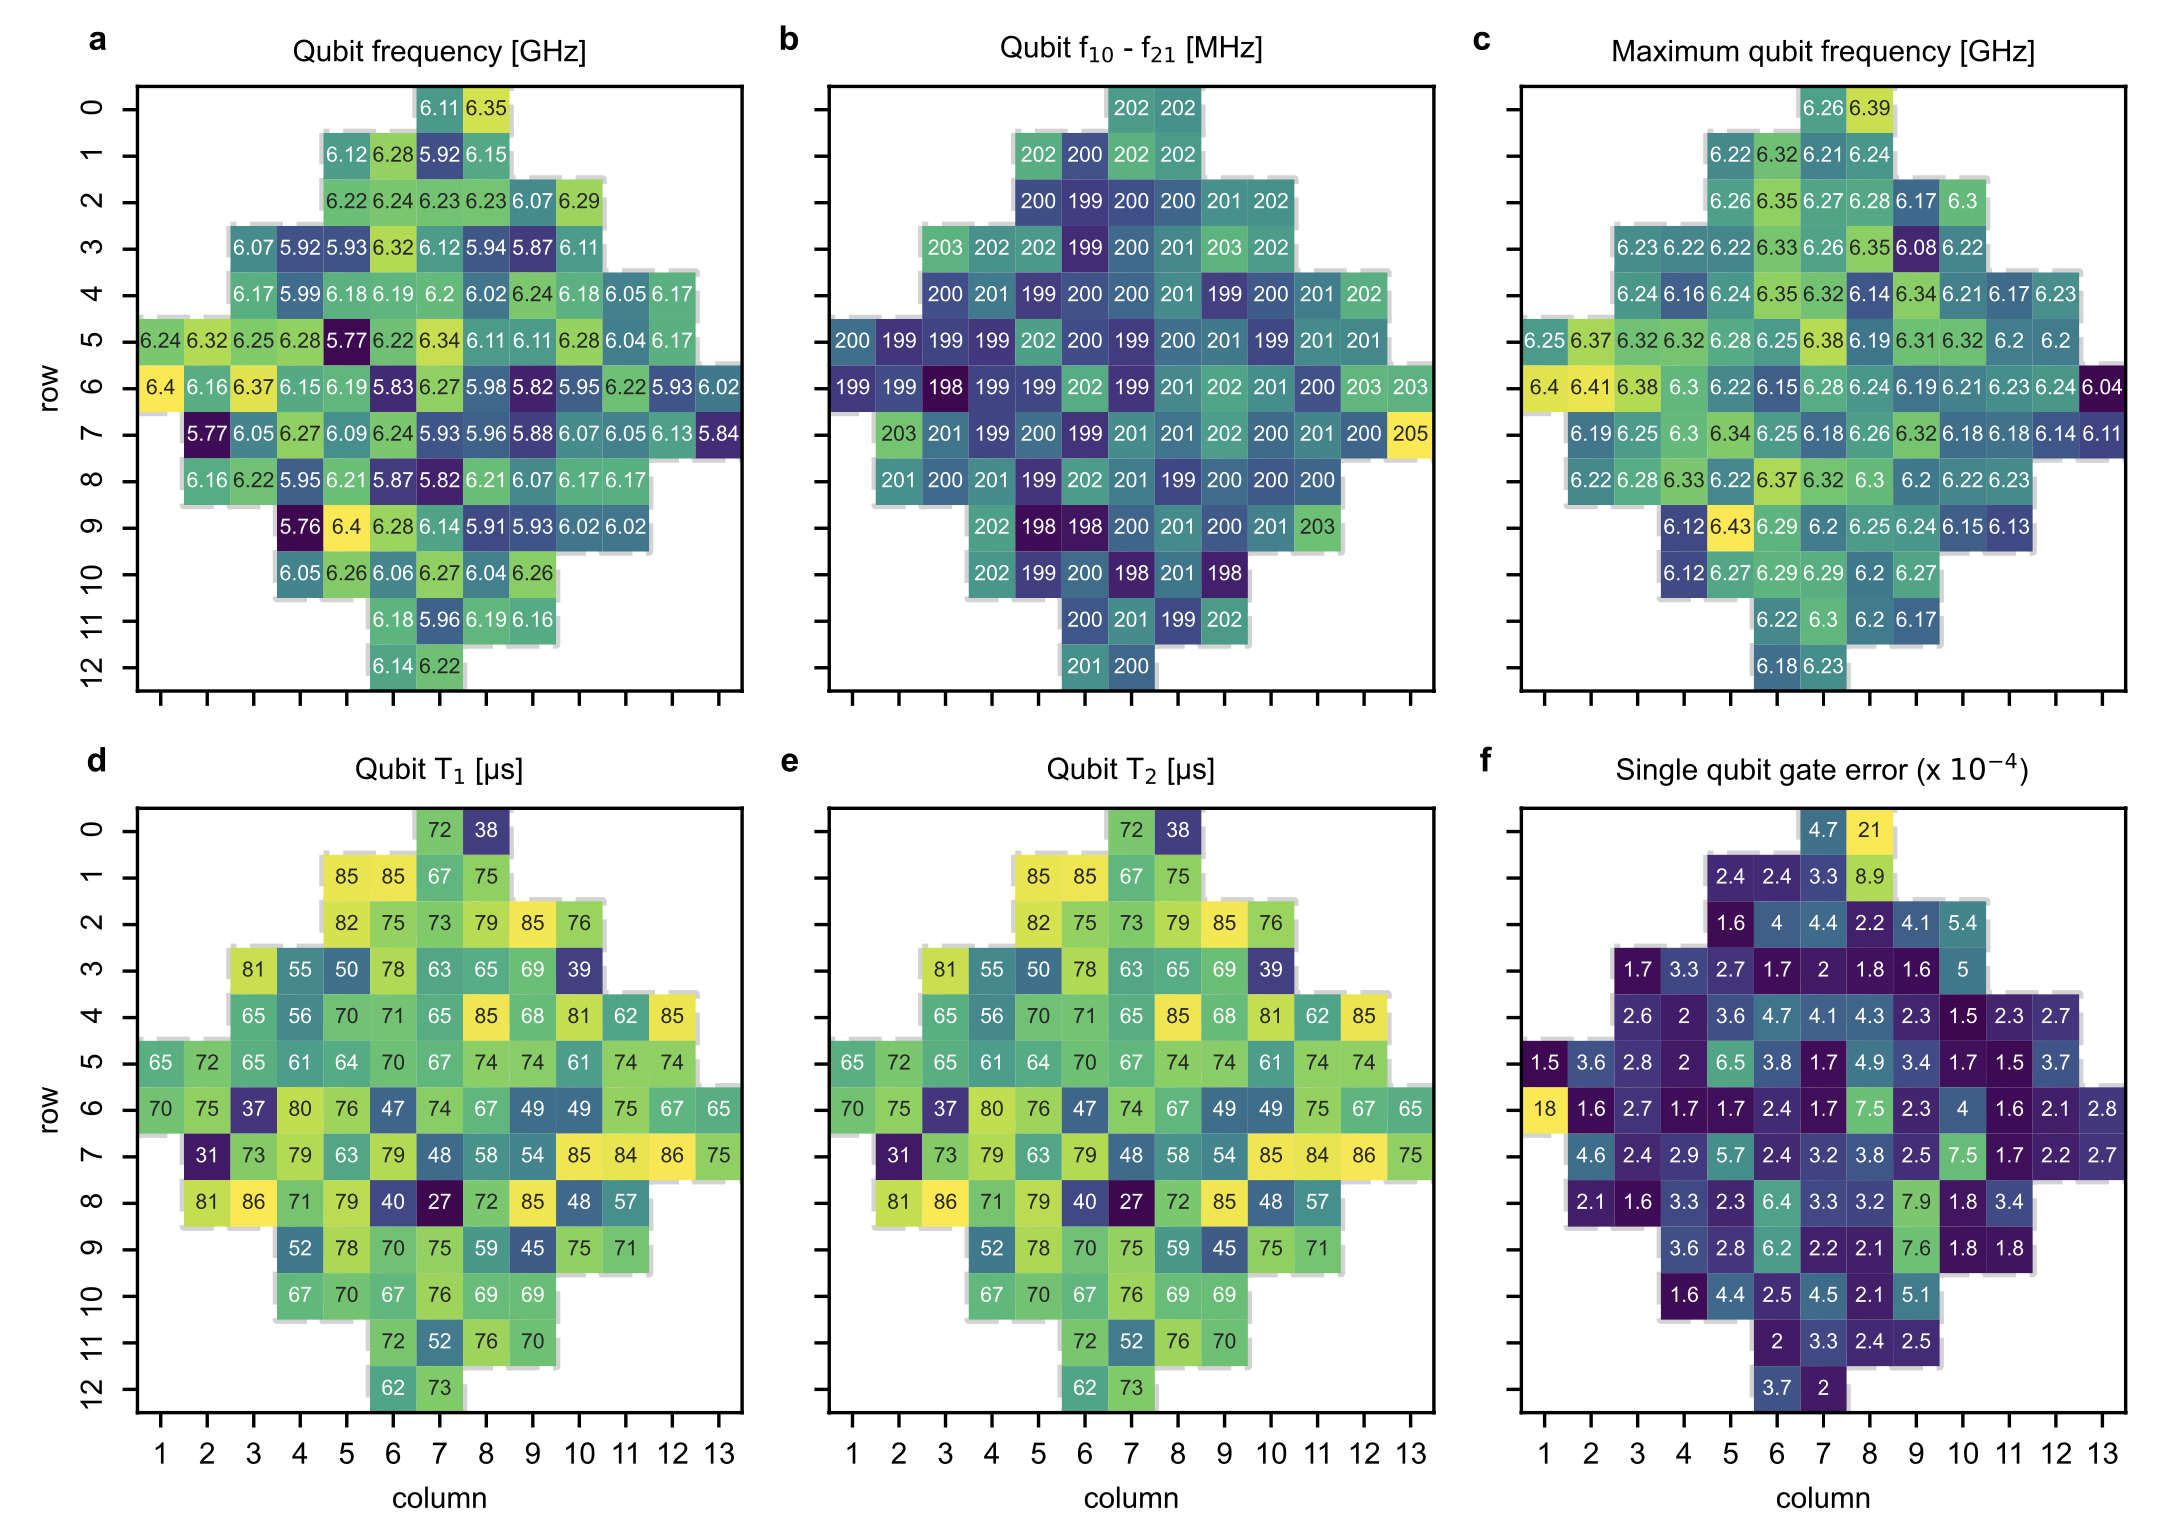 a Qubit frequency [GHz]
b Qubit f10 - f21 [MHz]
c Maximum qubit frequency [GHz]
0 6.11 6.35 202 202 6.26 6.39
1 6.12 6.28 5.92 6.15 202 200 202 202 6.22 6.32 6.21 6.24
2 6.22 6.24 6.23 6.23 6.07 6.29 200 199 200 200 201 202 6.26 6.35 6.27 6.28 6.17 6.3
3 6.07 5.92 5.93 6.32 6.12 5.94 5.87 6.11 203 202 202 199 200 201 203 202 6.23 6.22 6.22 6.33 6.26 6.35 6.08 6.22
4 6.17 5.99 6.18 6.19 6.2 6.02 6.24 6.18 6.05 6.17 200 201 199 200 200 201 199 200 201 202 6.24 6.16 6.24 6.35 6.32 6.14 6.34 6.21 6.17 6.23
5 6.24 6.32 6.25 6.28 5.77 6.22 6.34 6.11 6.11 6.28 6.04 6.17 200 199 199 199 202 200 199 200 201 199 201 201 6.25 6.37 6.32 6.32 6.28 6.25 6.38 6.19 6.31 6.32 6.2 6.2
row
6 6.4 6.16 6.37 6.15 6.19 5.83 6.27 5.98 5.82 5.95 6.22 5.93 6.02 199 199 198 199 199 202 199 201 202 201 200 203 203 6.4 6.41 6.38 6.3 6.22 6.15 6.28 6.24 6.19 6.21 6.23 6.24 6.04
7 5.77 6.05 6.27 6.09 6.24 5.93 5.96 5.88 6.07 6.05 6.13 5.84 203 201 199 200 199 201 201 202 200 201 200 205 6.19 6.25 6.3 6.34 6.25 6.18 6.26 6.32 6.18 6.18 6.14 6.11
8 6.16 6.22 5.95 6.21 5.87 5.82 6.21 6.07 6.17 6.17 201 200 201 199 202 201 199 200 200 200 6.22 6.28 6.33 6.22 6.37 6.32 6.3 6.2 6.22 6.23
9 5.76 6.4 6.28 6.14 5.91 5.93 6.02 6.02 202 198 198 200 201 200 201 203 6.12 6.43 6.29 6.2 6.25 6.24 6.15 6.13
10 6.05 6.26 6.06 6.27 6.04 6.26 202 199 200 198 201 198 6.12 6.27 6.29 6.29 6.2 6.27
11 6.18 5.96 6.19 6.16 200 201 199 202 6.22 6.3 6.2 6.17
12 6.14 6.22 201 200 6.18 6.23
d Qubit T1 [µs]
e Qubit T2 [µs]
f Single qubit gate error (x 10−4)
0 72 38 72 38 4.7 21
1 85 85 67 75 85 85 67 75 2.4 2.4 3.3 8.9
2 82 75 73 79 85 76 82 75 73 79 85 76 1.6 4 4.4 2.2 4.1 5.4
3 81 55 50 78 63 65 69 39 81 55 50 78 63 65 69 39 1.7 3.3 2.7 1.7 2 1.8 1.6 5
4 65 56 70 71 65 85 68 81 62 85 65 56 70 71 65 85 68 81 62 85 2.6 2 3.6 4.7 4.1 4.3 2.3 1.5 2.3 2.7
5 65 72 65 61 64 70 67 74 74 61 74 74 65 72 65 61 64 70 67 74 74 61 74 74 1.5 3.6 2.8 2 6.5 3.8 1.7 4.9 3.4 1.7 1.5 3.7
row
6 70 75 37 80 76 47 74 67 49 49 75 67 65 70 75 37 80 76 47 74 67 49 49 75 67 65 18 1.6 2.7 1.7 1.7 2.4 1.7 7.5 2.3 4 1.6 2.1 2.8
7 31 73 79 63 79 48 58 54 85 84 86 75 31 73 79 63 79 48 58 54 85 84 86 75 4.6 2.4 2.9 5.7 2.4 3.2 3.8 2.5 7.5 1.7 2.2 2.7
8 81 86 71 79 40 27 72 85 48 57 81 86 71 79 40 27 72 85 48 57 2.1 1.6 3.3 2.3 6.4 3.3 3.2 7.9 1.8 3.4
9 52 78 70 75 59 45 75 71 52 78 70 75 59 45 75 71 3.6 2.8 6.2 2.2 2.1 7.6 1.8 1.8
10 67 70 67 76 69 69 67 70 67 76 69 69 1.6 4.4 2.5 4.5 2.1 5.1
11 72 52 76 70 72 52 76 70 2 3.3 2.4 2.5
12 62 73 62 73 3.7 2
1 2 3 4 5 6 7 8 9 10 11 12 13 1 2 3 4 5 6 7 8 9 10 11 12 13 1 2 3 4 5 6 7 8 9 10 11 12 13
column column column